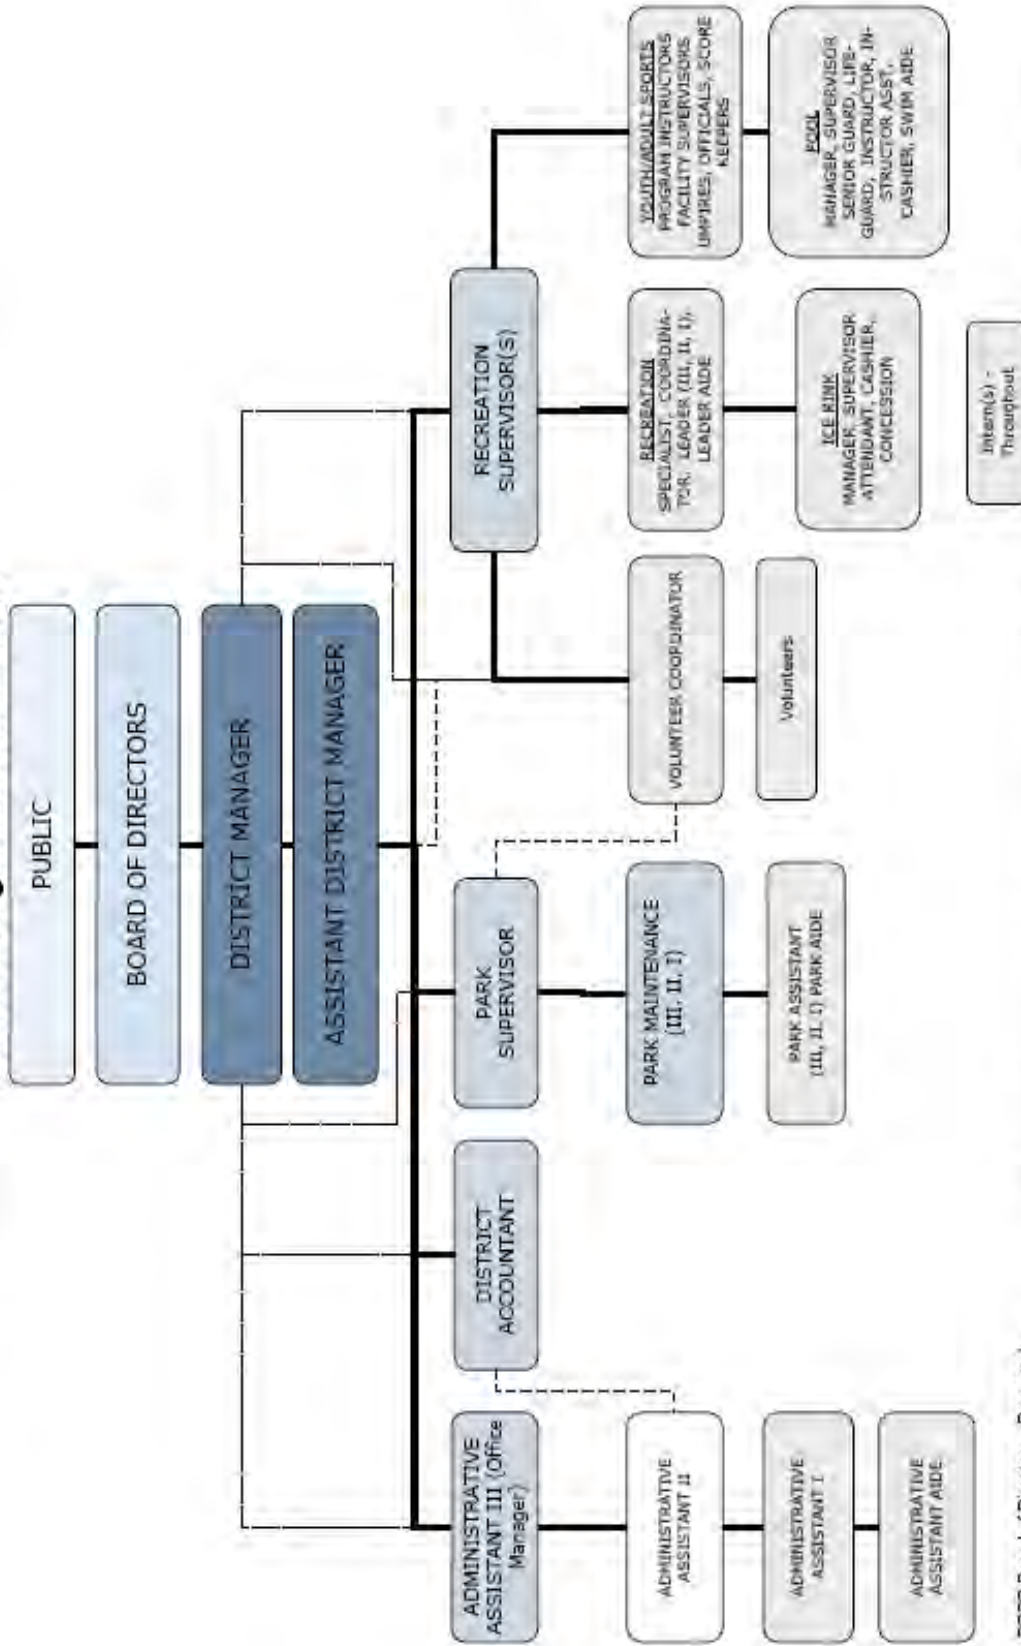 PUBLIC
BOARD OF DIRECTORS
DISTRICT MANAGER
ASSISTANT DISTRICT MANAGER
ADMINISTRATIVE
ASSISTANT III (Office
Manager)
DISTRICT
ACCOUNTANT
PARK
SUPERVISOR
RECREATION
SUPERVISOR(S)
ADMINISTRATIVE
ASSISTANT II
PARK MAINTENANCE
(III. II. I)
VOLUNTEER COORDINATOR
RECREATION
SPECIALIST, COORDINA-
TOR, LEADER (III, II, I),
LEADER AIDE
YOUTH/ADULT SPORTS
PROGRAM INSTRUCTORS
FACILITY SUPERVISORS
UMPIRES, OFFICIALS, SCORE
KEEPERS
ADMINISTRATIVE
ASSISTANT I
PARK ASSISTANT
(III, II, I) PARK AIDE
Volunteers
ICE RINK
MANAGER, SUPERVISOR
ATTENDANT, CASHIER,
CONCESSION
POOL
MANAGER, SUPERVISOR
SENIOR GUARD, LIFE-
GUARD, INSTRUCTOR, IN-
STRUCTOR ASST,
CASHIER, SWIM AIDE
ADMINISTRATIVE
ASSISTANT AIDE
Intern(s) -
Throughout